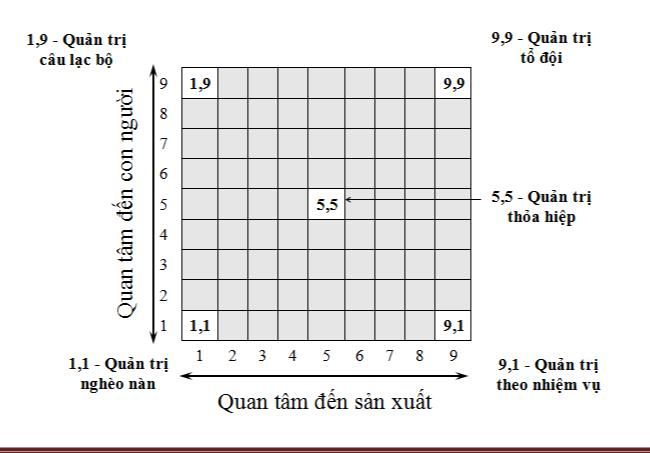 1,9 - Quản trị
câu lạc bộ
9,9 - Quản trị
tổ đội
Quan tâm đến con người
9
8
7
6
5
4
3
2
1
1,9
9,9
5,5
1,1
9,1
5,5 - Quản trị
thỏa hiệp
1 2 3 4 5 6 7 8 9
1,1 - Quản trị
nghèo nàn
9,1 - Quản trị
theo nhiệm vụ
Quan tâm đến sản xuất